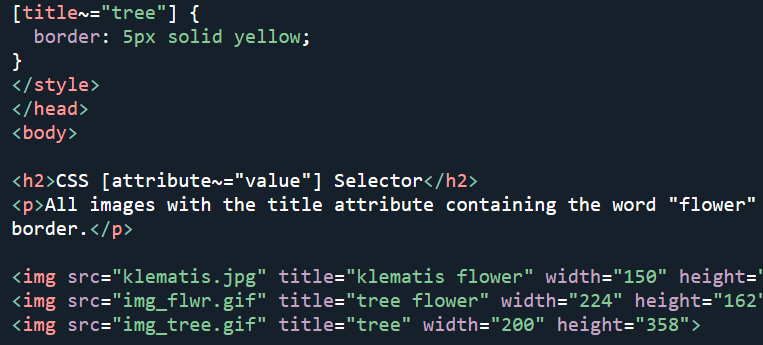 [title~="tree"] {
  border: 5px solid yellow;
}
</style>
</head>
<body>

<h2>CSS [attribute~="value"] Selector</h2>
<p>All images with the title attribute containing the word "flower"
border.</p>

<img src="klematis.jpg" title="klematis flower" width="150" height="
<img src="img_flwr.gif" title="tree flower" width="224" height="162"
<img src="img_tree.gif" title="tree" width="200" height="358">